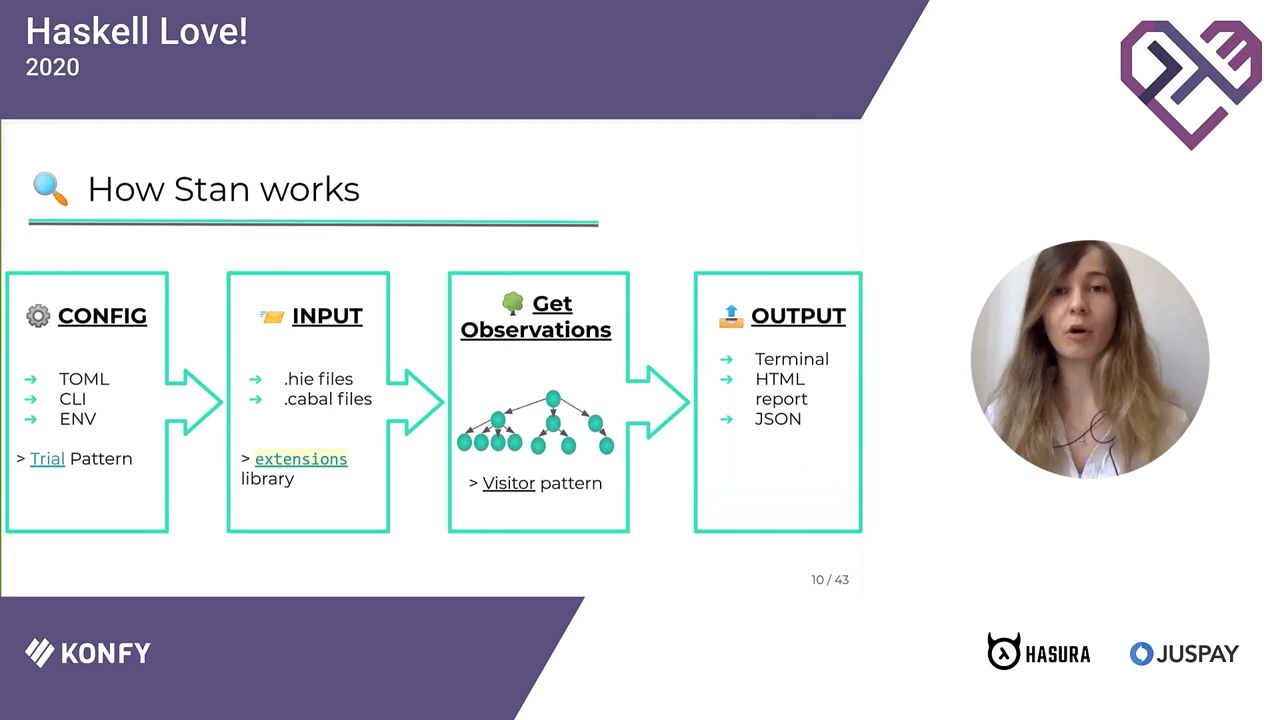 Haskell Love!
2020
How Stan works
CONFIG
➔ TOML
➔ CLI
➔ ENV
> Trial Pattern
INPUT
➔ .hie files
➔ .cabal files
> extensions
library
Get
Observations
> Visitor pattern
OUTPUT
➔ Terminal
➔ HTML
report
➔ JSON
10 / 43
KONFY
HASURA
JUSPAY